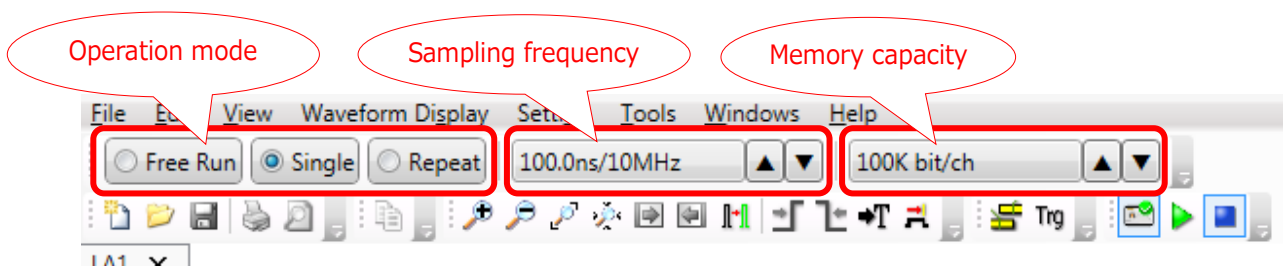 Operation mode
Sampling frequency
Memory capacity
File View Waveform Display Tools Windows Help
Free Run Single Repeat 100.0ns/10MHz 100K bit/ch
T Trg
LA1